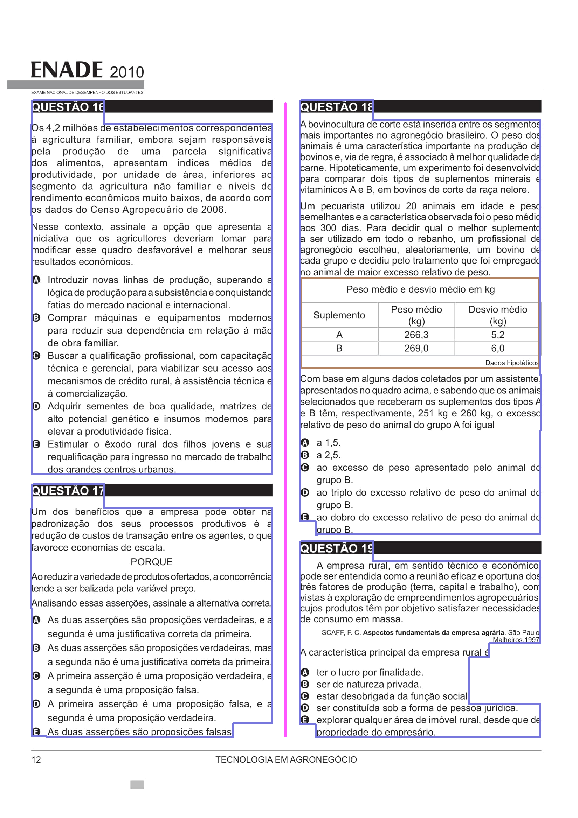 ENADE 2010
EXAME NACIONAL DE DESEMPENHO DOS ESTUDANTES
QUESTÃO 16
Os 4,2 milhões de estabelecimentos correspondentes
à agricultura familiar, embora sejam responsáveis
pela produção de uma parcela significativa
dos alimentos, apresentam índices médios de
produtividade, por unidade de área, inferiores ao
segmento da agricultura não familiar e níveis de
rendimento econômicos muito baixos, de acordo com
os dados do Censo Agropecuário de 2006.
Nesse contexto, assinale a opção que apresenta a
iniciativa que os agricultores deveriam tomar para
modificar esse quadro desfavorável e melhorar seus
resultados econômicos.
A Introduzir novas linhas de produção, superando a
lógica de produção para a subsistência e conquistando
fatias do mercado nacional e internacional.
B Comprar máquinas e equipamentos modernos
para reduzir sua dependência em relação à mão
de obra familiar.
C Buscar a qualificação profissional, com capacitação
técnica e gerencial, para viabilizar seu acesso aos
mecanismos de crédito rural, à assistência técnica e
à comercialização.
D Adquirir sementes de boa qualidade, matrizes de
alto potencial genético e insumos modernos para
elevar a produtividade física.
E Estimular o êxodo rural dos filhos jovens e sua
requalificação para ingresso no mercado de trabalho
dos grandes centros urbanos.
QUESTÃO 17
Um dos benefícios que a empresa pode obter na
padronização dos seus processos produtivos é a
redução de custos de transação entre os agentes, o que
favorece economias de escala.
PORQUE
Ao reduzir a variedade de produtos ofertados, a concorrência
tende a ser balizada pela variável preço.
Analisando essas asserções, assinale a alternativa correta.
A As duas asserções são proposições verdadeiras, e a
segunda é uma justificativa correta da primeira.
B As duas asserções são proposições verdadeiras, mas
a segunda não é uma justificativa correta da primeira.
C A primeira asserção é uma proposição verdadeira, e
a segunda é uma proposição falsa.
D A primeira asserção é uma proposição falsa, e a
segunda é uma proposição verdadeira.
E As duas asserções são proposições falsas.
QUESTÃO 18
A bovinocultura de corte está inserida entre os segmentos
mais importantes no agronegócio brasileiro. O peso dos
animais é uma característica importante na produção de
bovinos e, via de regra, é associado à melhor qualidade da
carne. Hipoteticamente, um experimento foi desenvolvido
para comparar dois tipos de suplementos minerais e
vitamínicos A e B, em bovinos de corte da raça nelore.
Um pecuarista utilizou 20 animais em idade e peso
semelhantes e a característica observada foi o peso médio
aos 300 dias. Para decidir qual o melhor suplemento
a ser utilizado em todo o rebanho, um profissional de
agronegócio escolheu, aleatoriamente, um bovino de
cada grupo e decidiu pelo tratamento que foi empregado
no animal de maior excesso relativo de peso.
Peso médio e desvio médio em kg
Suplemento Peso médio (kg) Desvio médio (kg)
A 266,3 5,2
B 269,0 6,0
Dados hipotéticos
Com base em alguns dados coletados por um assistente,
apresentados no quadro acima, e sabendo que os animais
selecionados que receberam os suplementos dos tipos A
e B têm, respectivamente, 251 kg e 260 kg, o excesso
relativo de peso do animal do grupo A foi igual
A a 1,5.
B a 2,5.
C ao excesso de peso apresentado pelo animal do
grupo B.
D ao triplo do excesso relativo de peso do animal do
grupo B.
E ao dobro do excesso relativo de peso do animal do
grupo B.
QUESTÃO 19
A empresa rural, em sentido técnico e econômico,
pode ser entendida como a reunião eficaz e oportuna dos
três fatores de produção (terra, capital e trabalho), com
vistas à exploração de empreendimentos agropecuários,
cujos produtos têm por objetivo satisfazer necessidades
de consumo em massa.
SCAFF, F. C. Aspectos fundamentais da empresa agrária. São Paulo:
Malheiros,1997
A característica principal da empresa rural é
A ter o lucro por finalidade.
B ser de natureza privada.
C estar desobrigada da função social.
D ser constituída sob a forma de pessoa jurídica.
E explorar qualquer área de imóvel rural, desde que de
propriedade do empresário.
12
TECNOLOGIA EM AGRONEGÓCIO